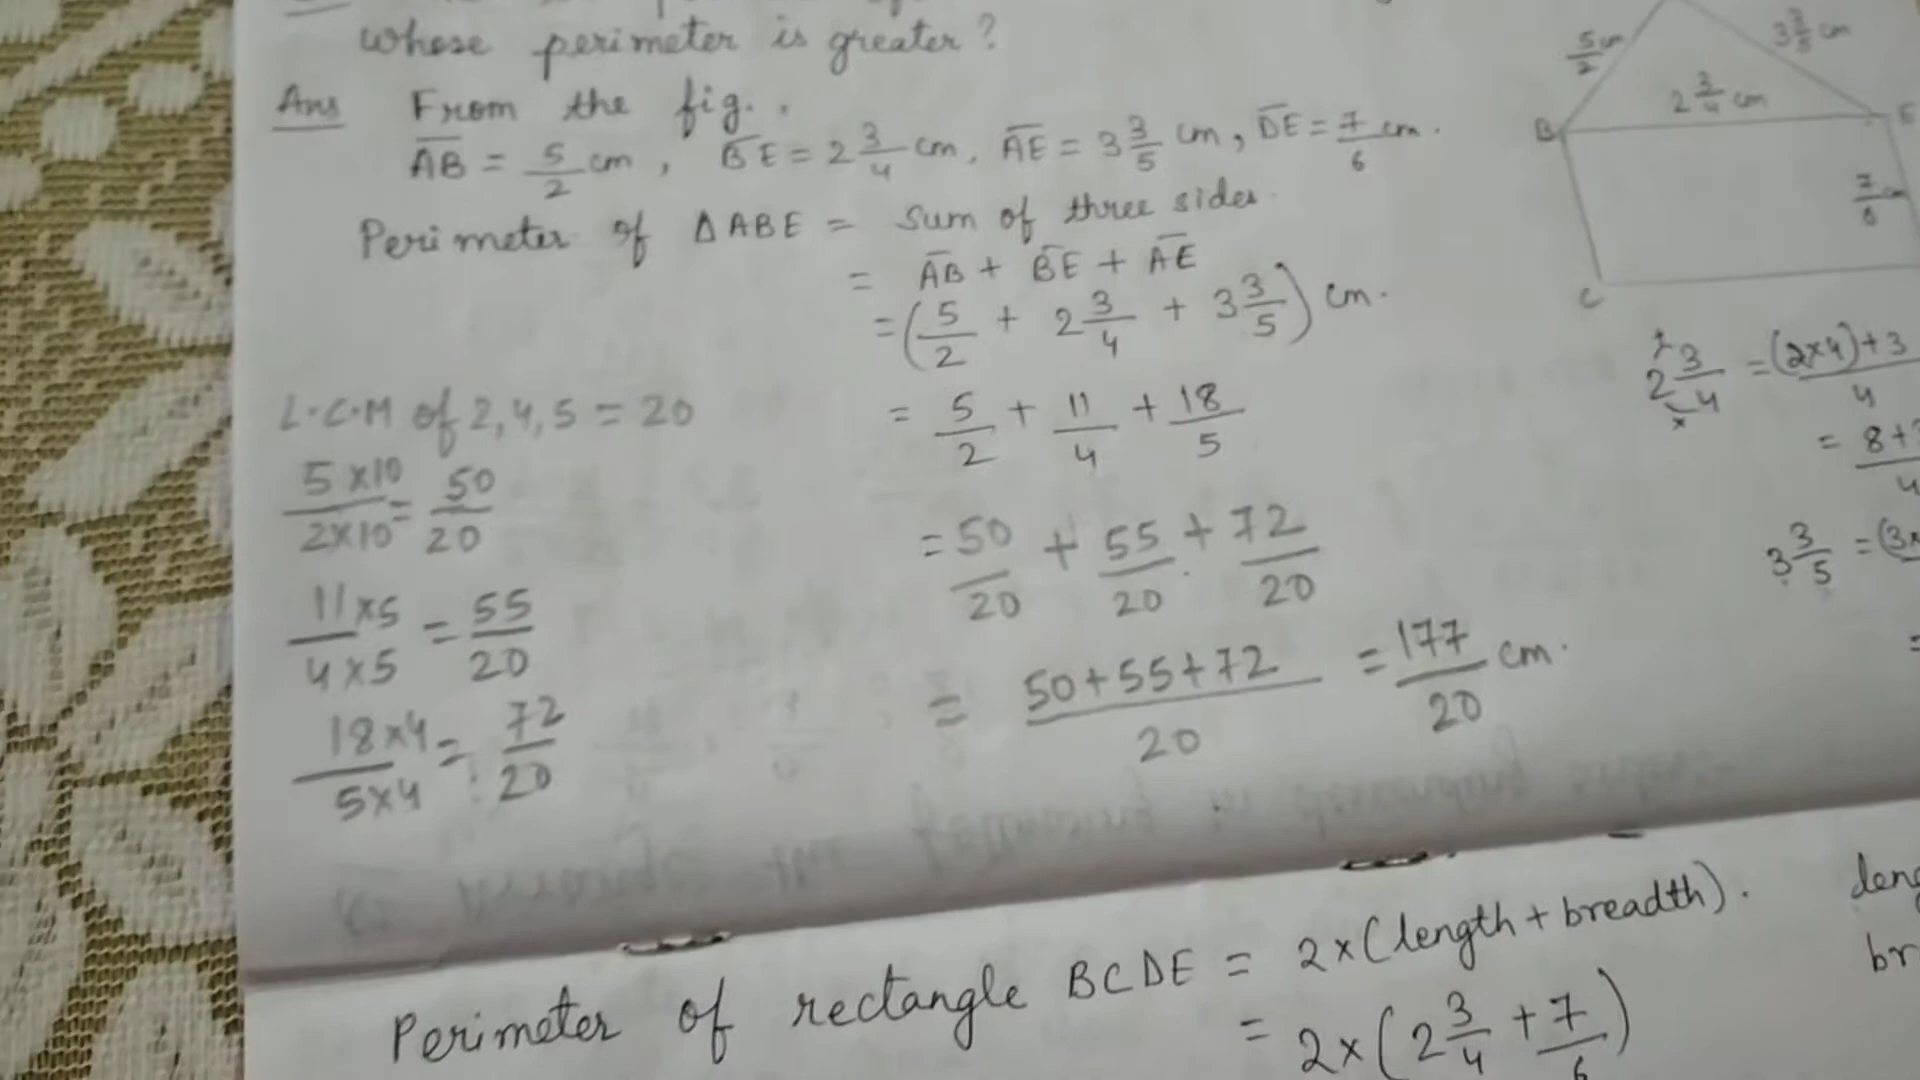 whose perimeter is greater?
Ans From the fig.
AB = 5/2 cm, BE = 2 3/4 cm, AE = 3 3/5 cm, DE = 7/6 cm.
Perimeter of ΔABE = sum of three sides
= AB + BE + AE
= (5/2 + 2 3/4 + 3 3/5) cm.
= 5/2 + 11/4 + 18/5
= 50/20 + 55/20 + 72/20
= 50+55+72/20 = 177/20 cm.
L.C.M of 2,4,5 = 20
5×10/2×10 = 50/20
11×5/4×5 = 55/20
18×4/5×4 = 72/20
5/2 cm
3 3/5 cm
2 3/4 cm
B E
7/6 cm
C
2 3/4 = (2×4)+3/4
= 8+
3 3/5 = (3×
Perimeter of rectangle BCDE = 2×(length + breadth).
= 2×(2 3/4 + 7/6)